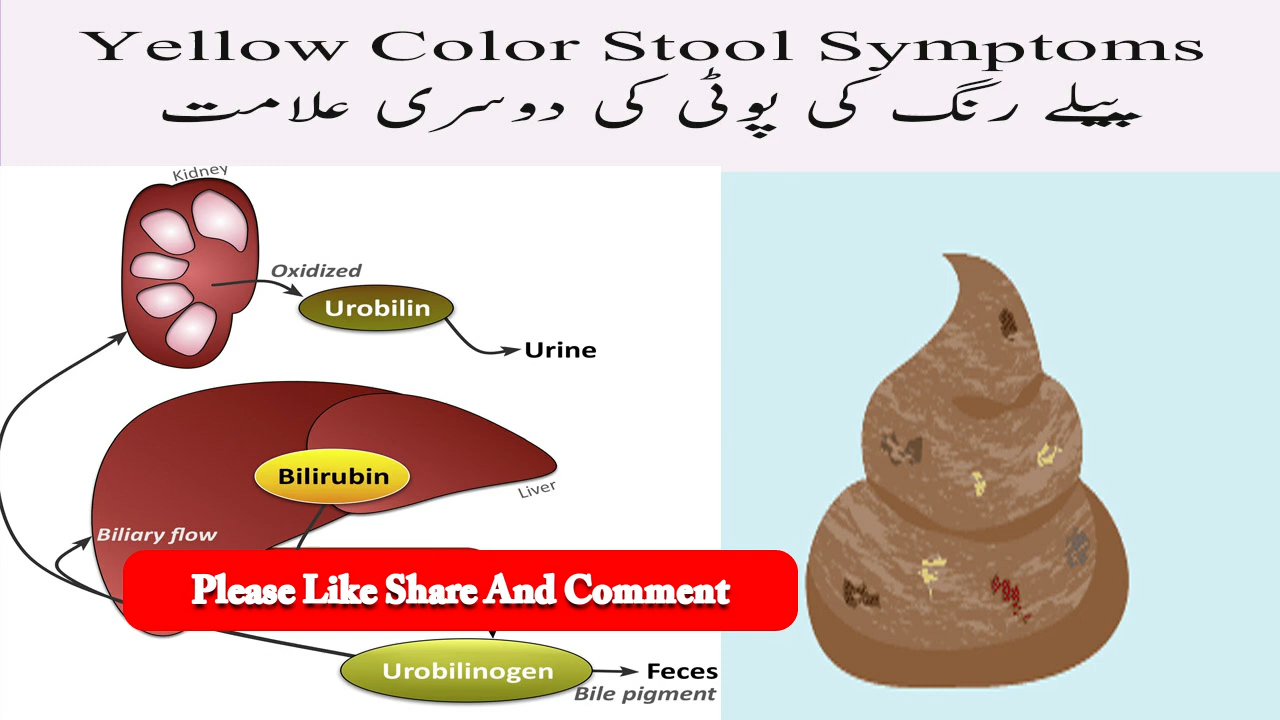 Yellow Color Stool Symptoms
پیلے رنگ کی پوٹی کی دوسری علامت
Kidney
Oxidized
Urobilin
Urine
Bilirubin
Liver
Biliary flow
Please Like Share And Comment
Urobilinogen
Feces
Bile pigment